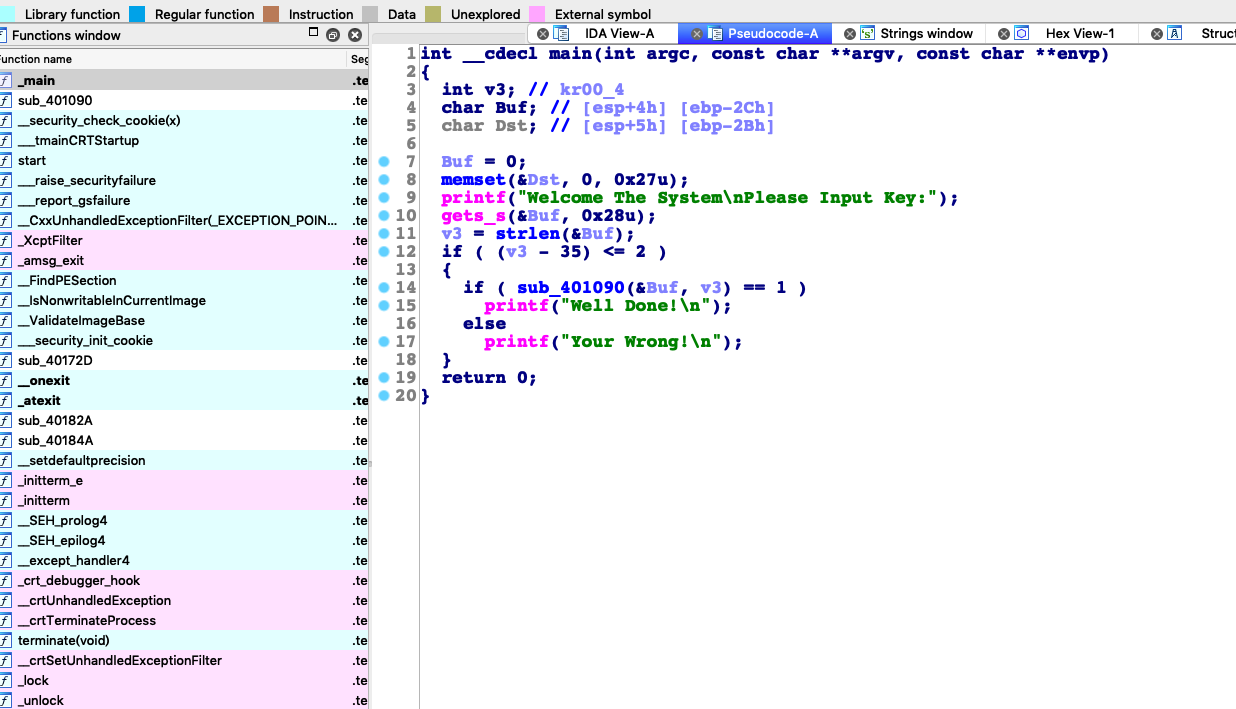 Library function Regular function Instruction Data Unexplored External symbol
Functions window
IDA View-A Pseudocode-A Strings window Hex View-1 Struct
unction name Seg
_main .te
sub_401090 .te
__security_check_cookie(x) .te
___tmainCRTStartup .te
start .te
___raise_securityfailure .te
___report_gsfailure .te
__CxxUnhandledExceptionFilter(_EXCEPTION_POIN... .te
_XcptFilter .te
_amsg_exit .te
__FindPESection .te
__IsNonwritableInCurrentImage .te
__ValidateImageBase .te
___security_init_cookie .te
sub_40172D .te
__onexit .te
_atexit .te
sub_40182A .te
sub_40184A .te
__setdefaultprecision .te
_initterm_e .te
_initterm .te
__SEH_prolog4 .te
__SEH_epilog4 .te
__except_handler4 .te
_crt_debugger_hook .te
__crtUnhandledException .te
__crtTerminateProcess .te
terminate(void) .te
__crtSetUnhandledExceptionFilter .te
_lock .te
_unlock .te
1 int __cdecl main(int argc, const char **argv, const char **envp)
2 {
3 int v3; // kr00_4
4 char Buf; // [esp+4h] [ebp-2Ch]
5 char Dst; // [esp+5h] [ebp-2Bh]
6
7 Buf = 0;
8 memset(&Dst, 0, 0x27u);
9 printf("Welcome The System\nPlease Input Key:");
10 gets_s(&Buf, 0x28u);
11 v3 = strlen(&Buf);
12 if ( (v3 - 35) <= 2 )
13 {
14 if ( sub_401090(&Buf, v3) == 1 )
15 printf("Well Done!\n");
16 else
17 printf("Your Wrong!\n");
18 }
19 return 0;
20 }